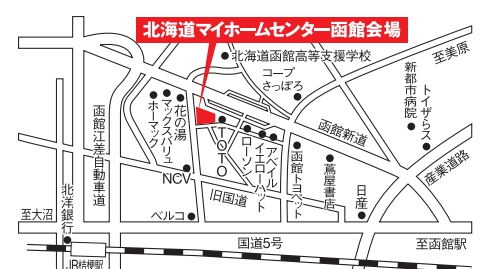 北海道マイホームセンター函館会場
北海道函館高等支援学校
至美原
コープ
さっぽろ
新都市病院
トイザらス
函館新道
産業道路
函館江差自動車道
ホーマック
マックスバリュ
花の湯
TOTO
ローソン
イエローハット
アベイル
函館トヨペット
蔦屋書店
日産
NCV
旧国道
北洋銀行
至大沼
ベルコ
国道5号
至函館駅
JR桔梗駅